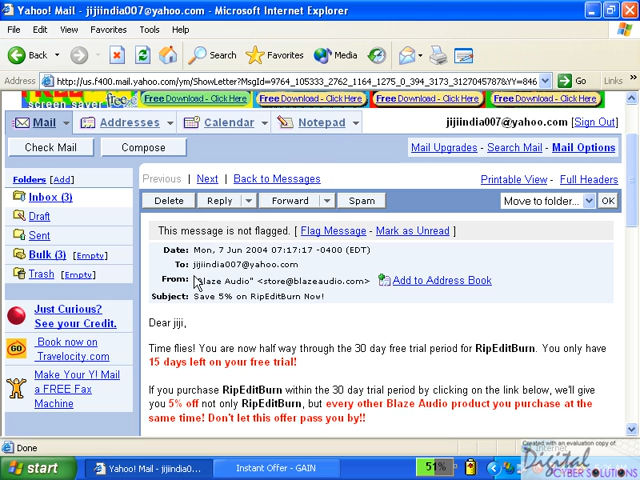 Yahoo! Mail - jijiindia007@yahoo.com - Microsoft Internet Explorer
File Edit View Favorites Tools Help
Back Search Favorites Media
Address http://us.f400.mail.yahoo.com/ym/ShowLetter?MsgId=9764_105333_2762_1164_1275_0_394_3173_3127045787&YY=846 Go Links
screen saver free Free Download - Click Here Free Download - Click Here Free Download - Click Here
Mail Addresses Calendar Notepad jijiindia007@yahoo.com [Sign Out]
Check Mail Compose Mail Upgrades - Search Mail - Mail Options
Folders [Add]
Inbox (3)
Draft
Sent
Bulk (3) [Empty]
Trash [Empty]
Just Curious?
See your Credit.
GO Book now on
Travelocity.com
Make Your Y! Mail
a FREE Fax
Machine
Previous | Next | Back to Messages Printable View - Full Headers
Delete Reply Forward Spam Move to folder... OK
This message is not flagged. [ Flag Message - Mark as Unread ]
Date: Mon, 7 Jun 2004 07:17:17 -0400 (EDT)
To: jijiindia007@yahoo.com
From: "Blaze Audio" <store@blazeaudio.com> Add to Address Book
Subject: Save 5% on RipEditBurn Now!
Dear jiji,
Time flies! You are now half way through the 30 day free trial period for RipEditBurn. You only have
15 days left on your free trial!
If you purchase RipEditBurn within the 30 day trial period by clicking on the link below, we'll give
you 5% off not only RipEditBurn, but every other Blaze Audio product you purchase at the
same time! Don't let this offer pass you by!!
Done Internet
Created with an evaluation copy of
Digital
CYBER SOLUTIONS
start Yahoo! Mail - jijiindia0... Instant Offer - GAIN 51%